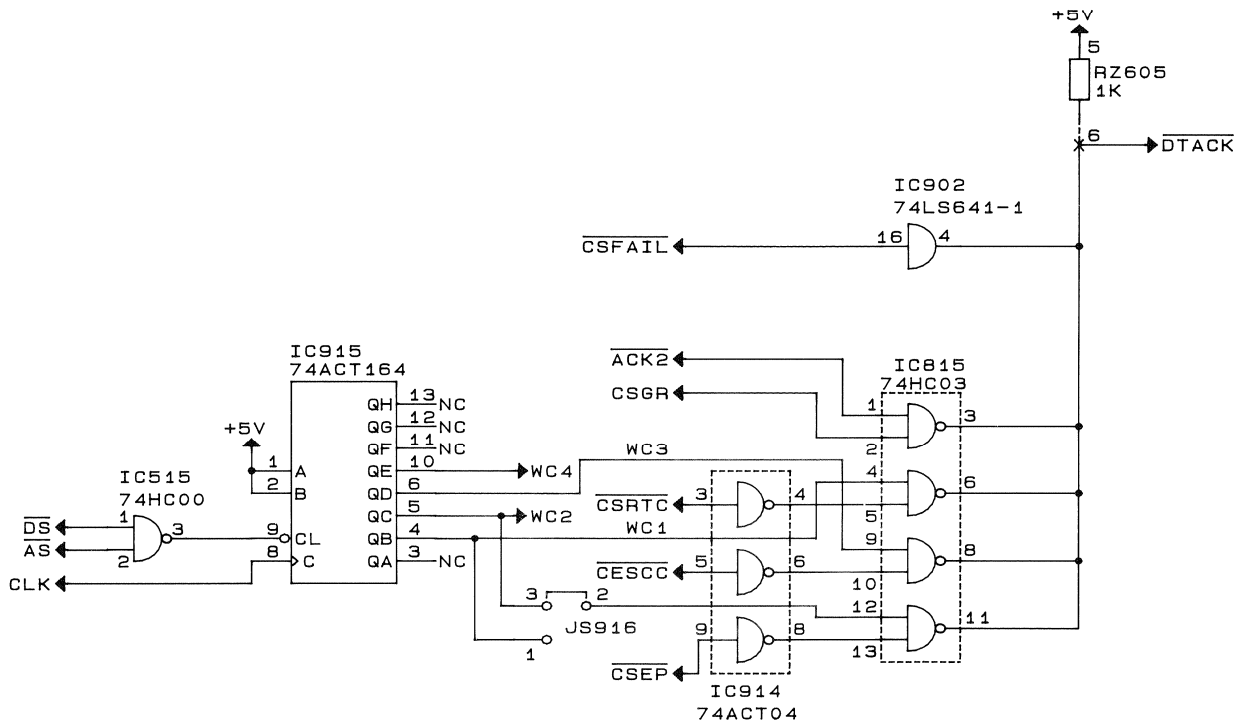 +5V
5
RZ605
1K
6
DTACK
IC902
74LS641-1
CSFAIL
16
4
IC915
74ACT164
ACK2
IC815
74HC03
CSGR
QH 13 NC
QG 12 NC
QF 11 NC
QE 10 WC4
QD 6
QC 5 WC2
QB 4
QA 3 NC
+5V
1 A
2 B
9 CL
8 C
IC515
74HC00
DS
1
3
AS
2
CLK
WC3
WC1
CSRTC
3
4
CESCC
5
6
CSEP
9
8
IC914
74ACT04
3
2
JS916
1
1
2
3
4
5
6
9
10
8
12
13
11